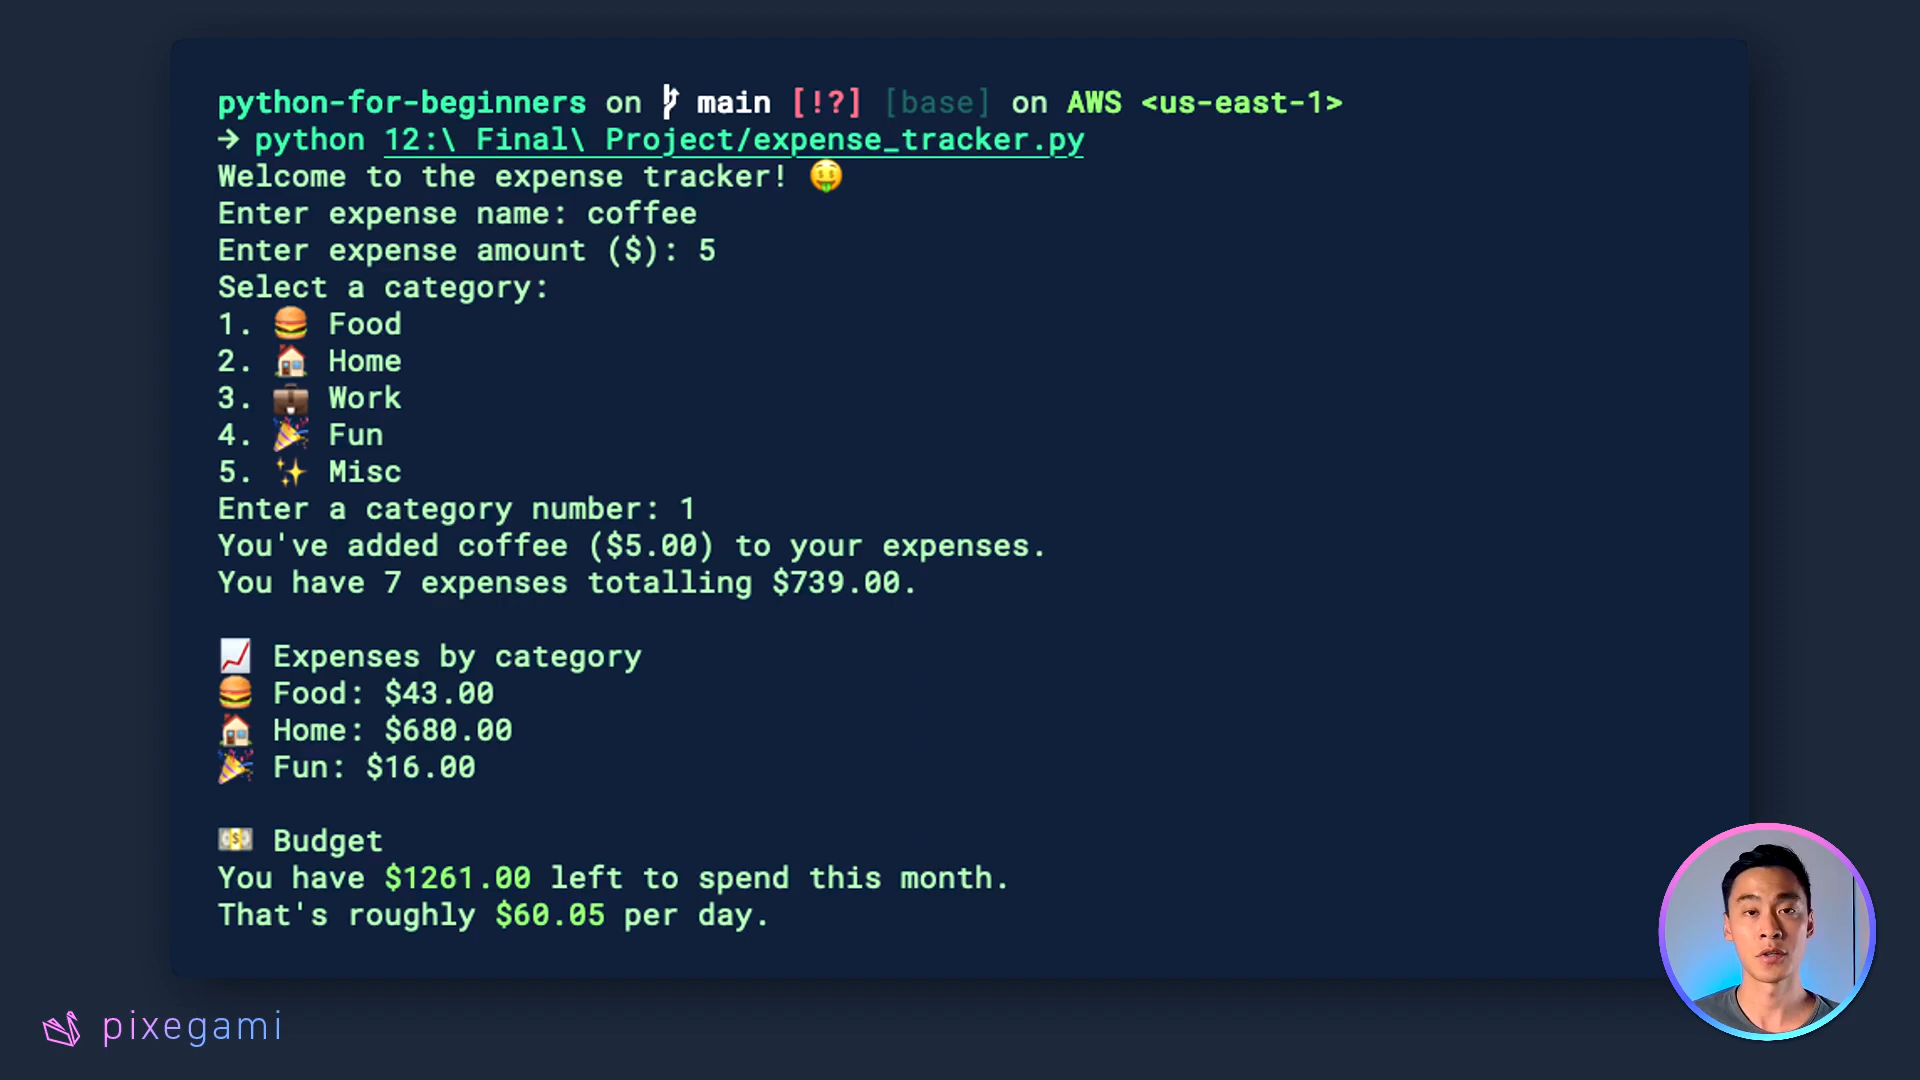 python-for-beginners on main [!?] [base] on AWS <us-east-1>
→ python 12:\ Final\ Project/expense_tracker.py
Welcome to the expense tracker! 🤑
Enter expense name: coffee
Enter expense amount ($): 5
Select a category:
1. 🍔 Food
2. 🏠 Home
3. 💼 Work
4. 🎉 Fun
5. ✨ Misc
Enter a category number: 1
You've added coffee ($5.00) to your expenses.
You have 7 expenses totalling $739.00.
📈 Expenses by category
🍔 Food: $43.00
🏠 Home: $680.00
🎉 Fun: $16.00
💵 Budget
You have $1261.00 left to spend this month.
That's roughly $60.05 per day.
pixegami